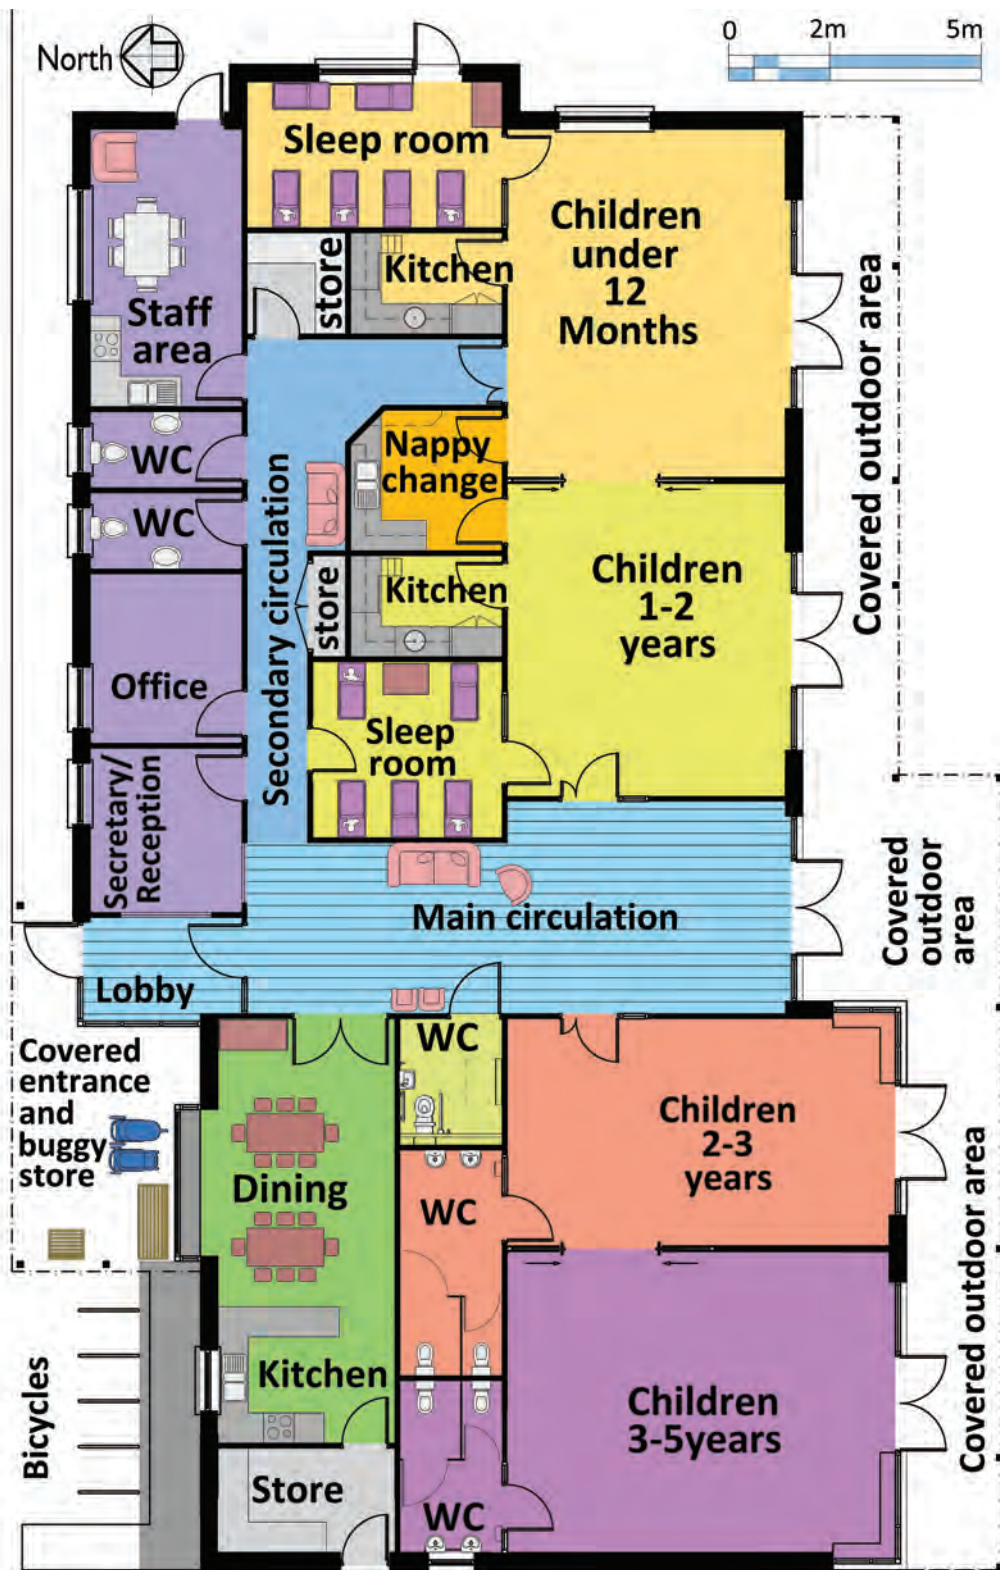 North
0 2m 5m
Sleep room
Children
under
12
Months
store
Kitchen
Staff
area
Covered outdoor area
WC
Nappy
change
WC
Secondary circulation
Children
1-2
years
store
Kitchen
Office
Sleep
room
Secretary/
Reception
Main circulation
Covered
outdoor
area
Lobby
WC
Covered
entrance
and
buggy
store
Children
2-3
years
Dining
WC
Covered outdoor area
Kitchen
Bicycles
Children
3-5years
Store
WC